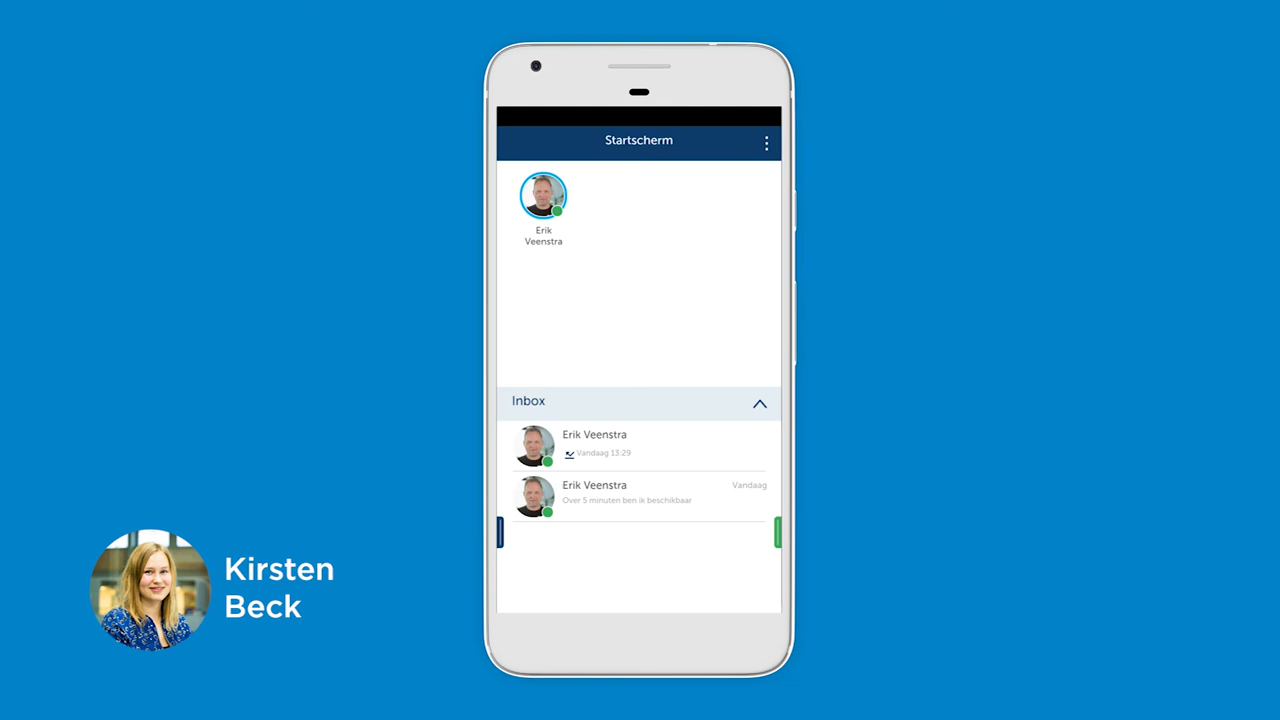 Startscherm
Erik
Veenstra
Inbox
Erik Veenstra
Vandaag 13:29
Erik Veenstra Vandaag
Over 5 minuten ben ik beschikbaar
Kirsten
Beck